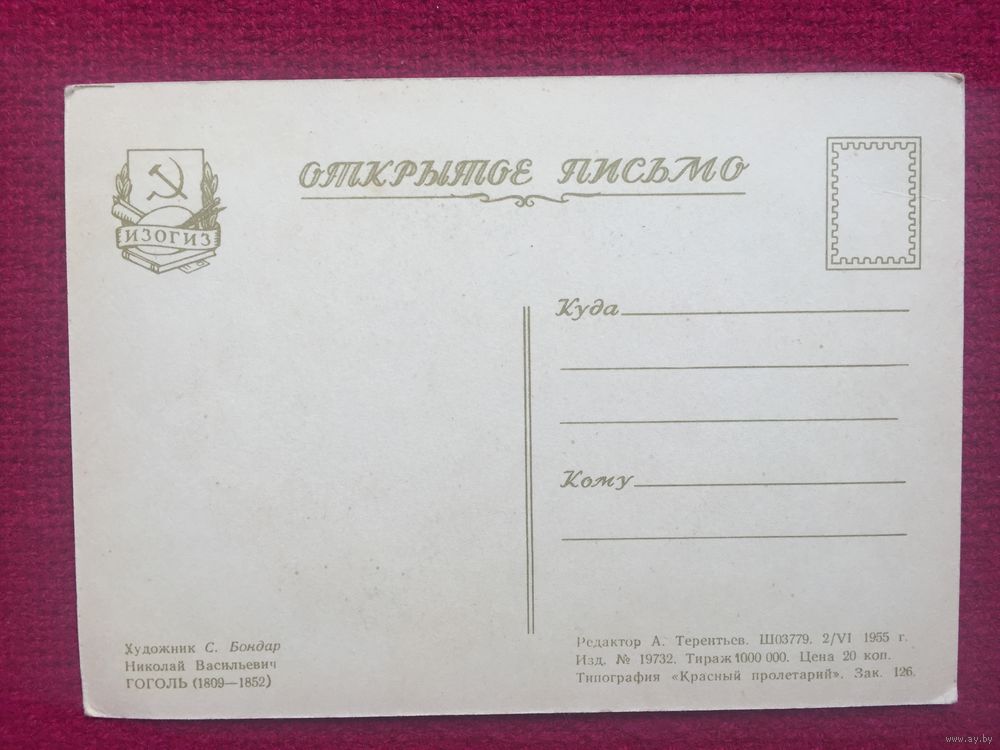 ОТКРЫТОЕ ПИСЬМО
ИЗОГИЗ
Куда
Кому
Художник С. Бондар
Николай Васильевич
ГОГОЛЬ (1809—1852)
Редактор А. Терентьев. Ш03779. 2/VI 1955 г.
Изд. № 19732. Тираж 1000 000. Цена 20 коп.
Типография «Красный пролетарий». Зак. 126.
www.ay.by